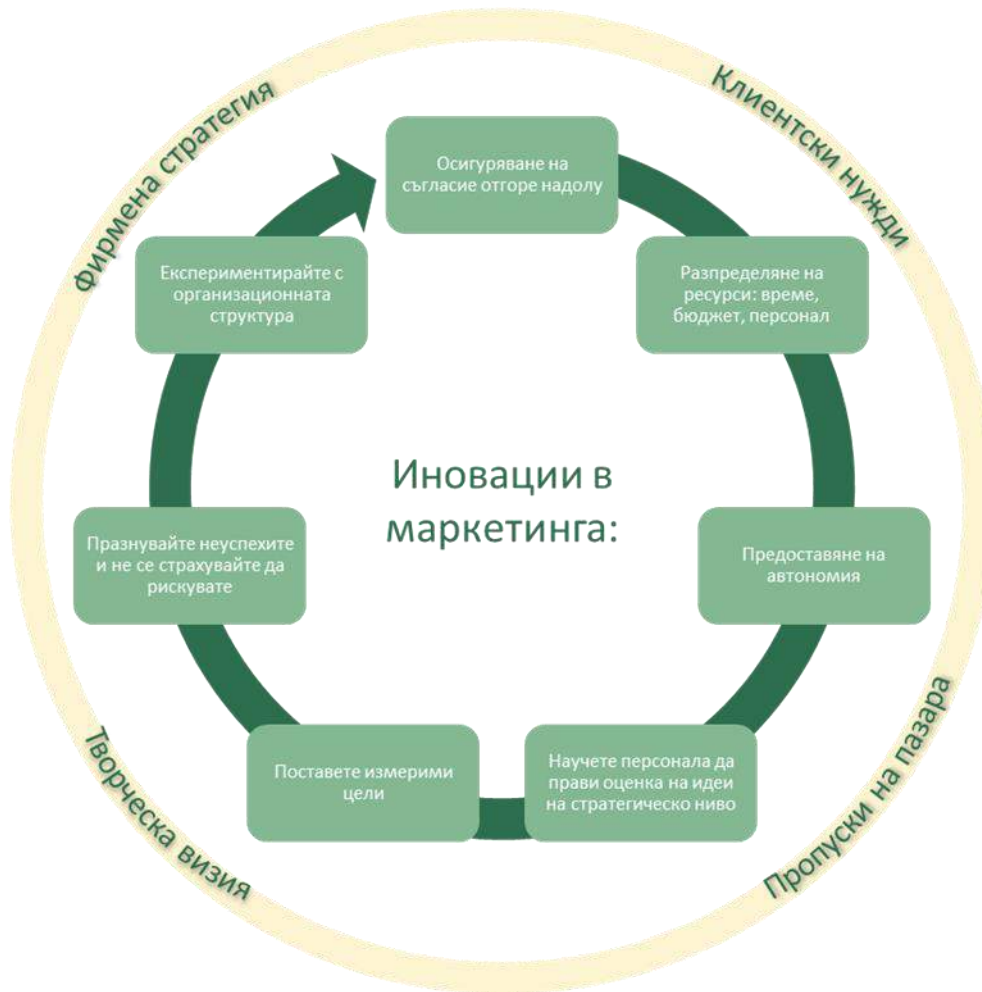 Фирмена стратегия
Клиентски нужди
Осигуряване на
съгласие отгоре надолу
Експериментирайте с
организационната
структура
Разпределяне на
ресурси: време,
бюджет, персонал
Иновации в
маркетинга:
Празнувайте неуспехите
и не се страхувайте да
рискувате
Предоставяне на
автономия
Поставете измерими
цели
Научете персонала да
прави оценка на идеи
на стратегическо ниво
Творческа визия
Пропуски на пазара